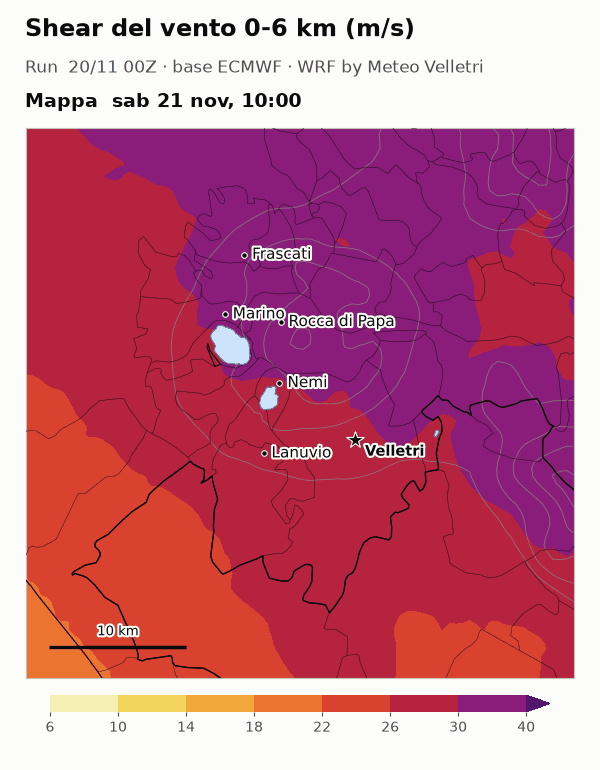 Shear del vento 0-6 km (m/s)
Run  20/11 00Z · base ECMWF · WRF by Meteo Velletri
Mappa  sab 21 nov, 10:00
Frascati
Marino
Rocca di Papa
Nemi
Velletri
Lanuvio
10 km
6 10 14 18 22 26 30 40